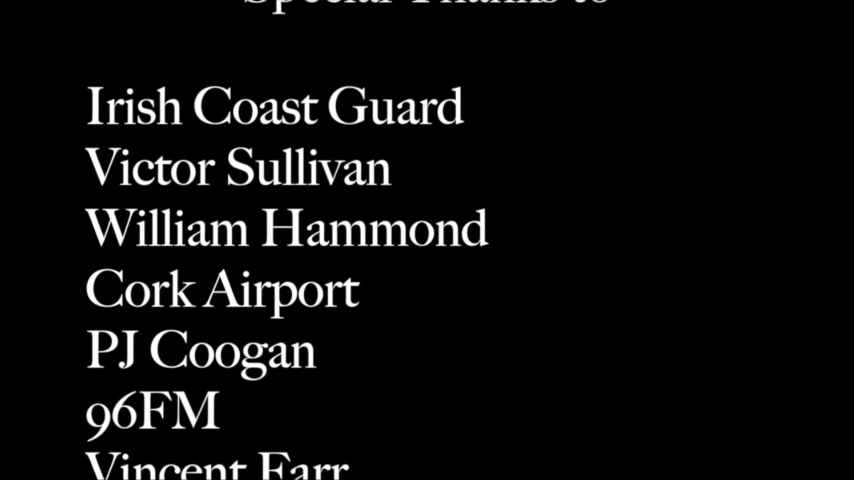 Special Thanks to
Irish Coast Guard
Victor Sullivan
William Hammond
Cork Airport
PJ Coogan
96FM
Vincent Farr